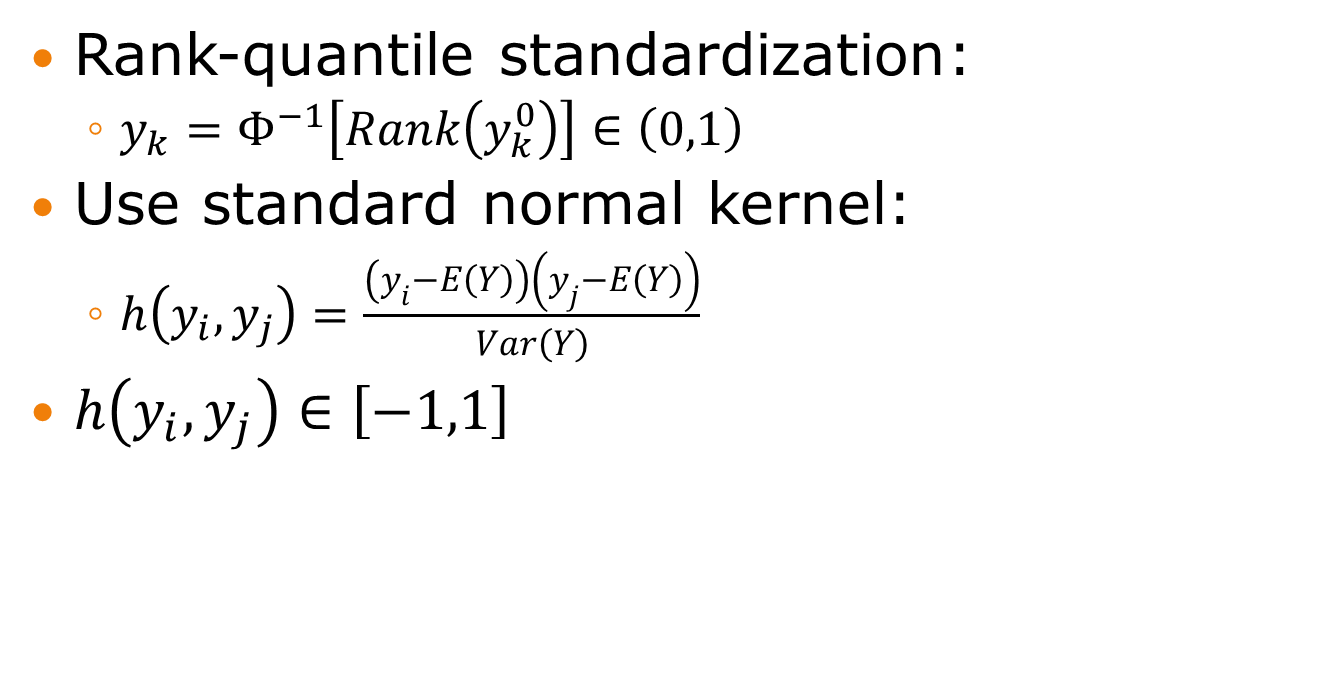 • Rank-quantile standardization:
◦ y_k = Φ^{-1}[Rank(y_k^0)] ∈ (0,1)
• Use standard normal kernel:
◦ h(y_i, y_j) = \frac{(y_i−E(Y))(y_j−E(Y))}{Var(Y)}
• h(y_i, y_j) ∈ [−1,1]